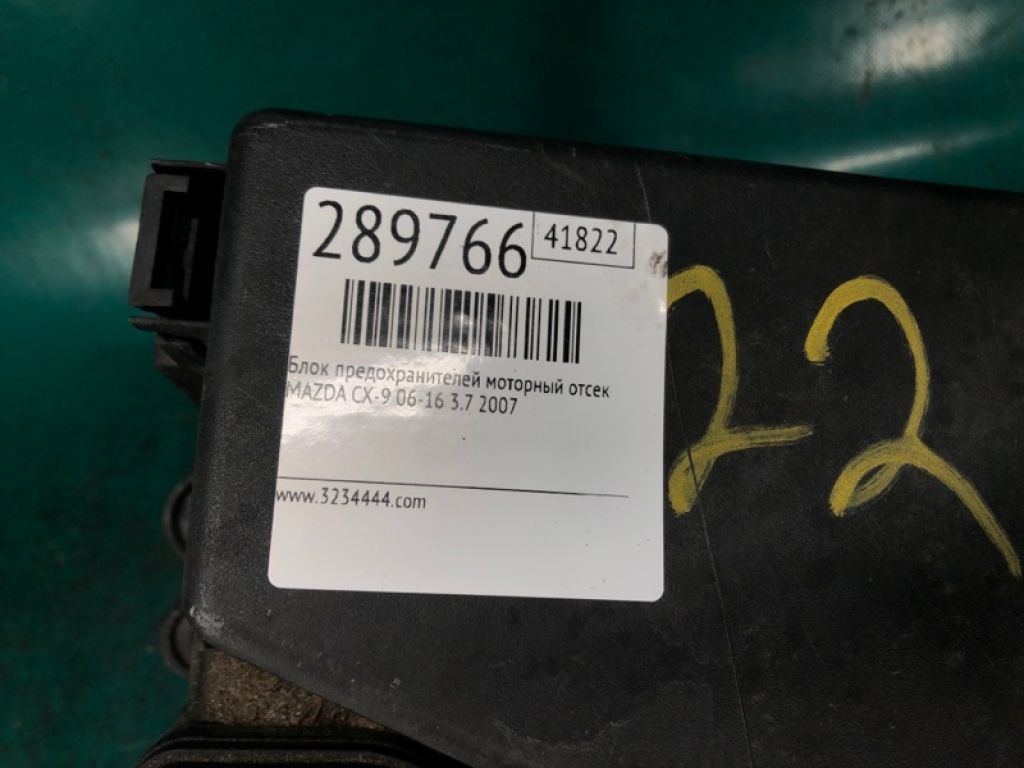 289766
41822
Блок предохранителей моторный отсек
MAZDA CX-9 06-16 3.7 2007
www.3234444.com
22